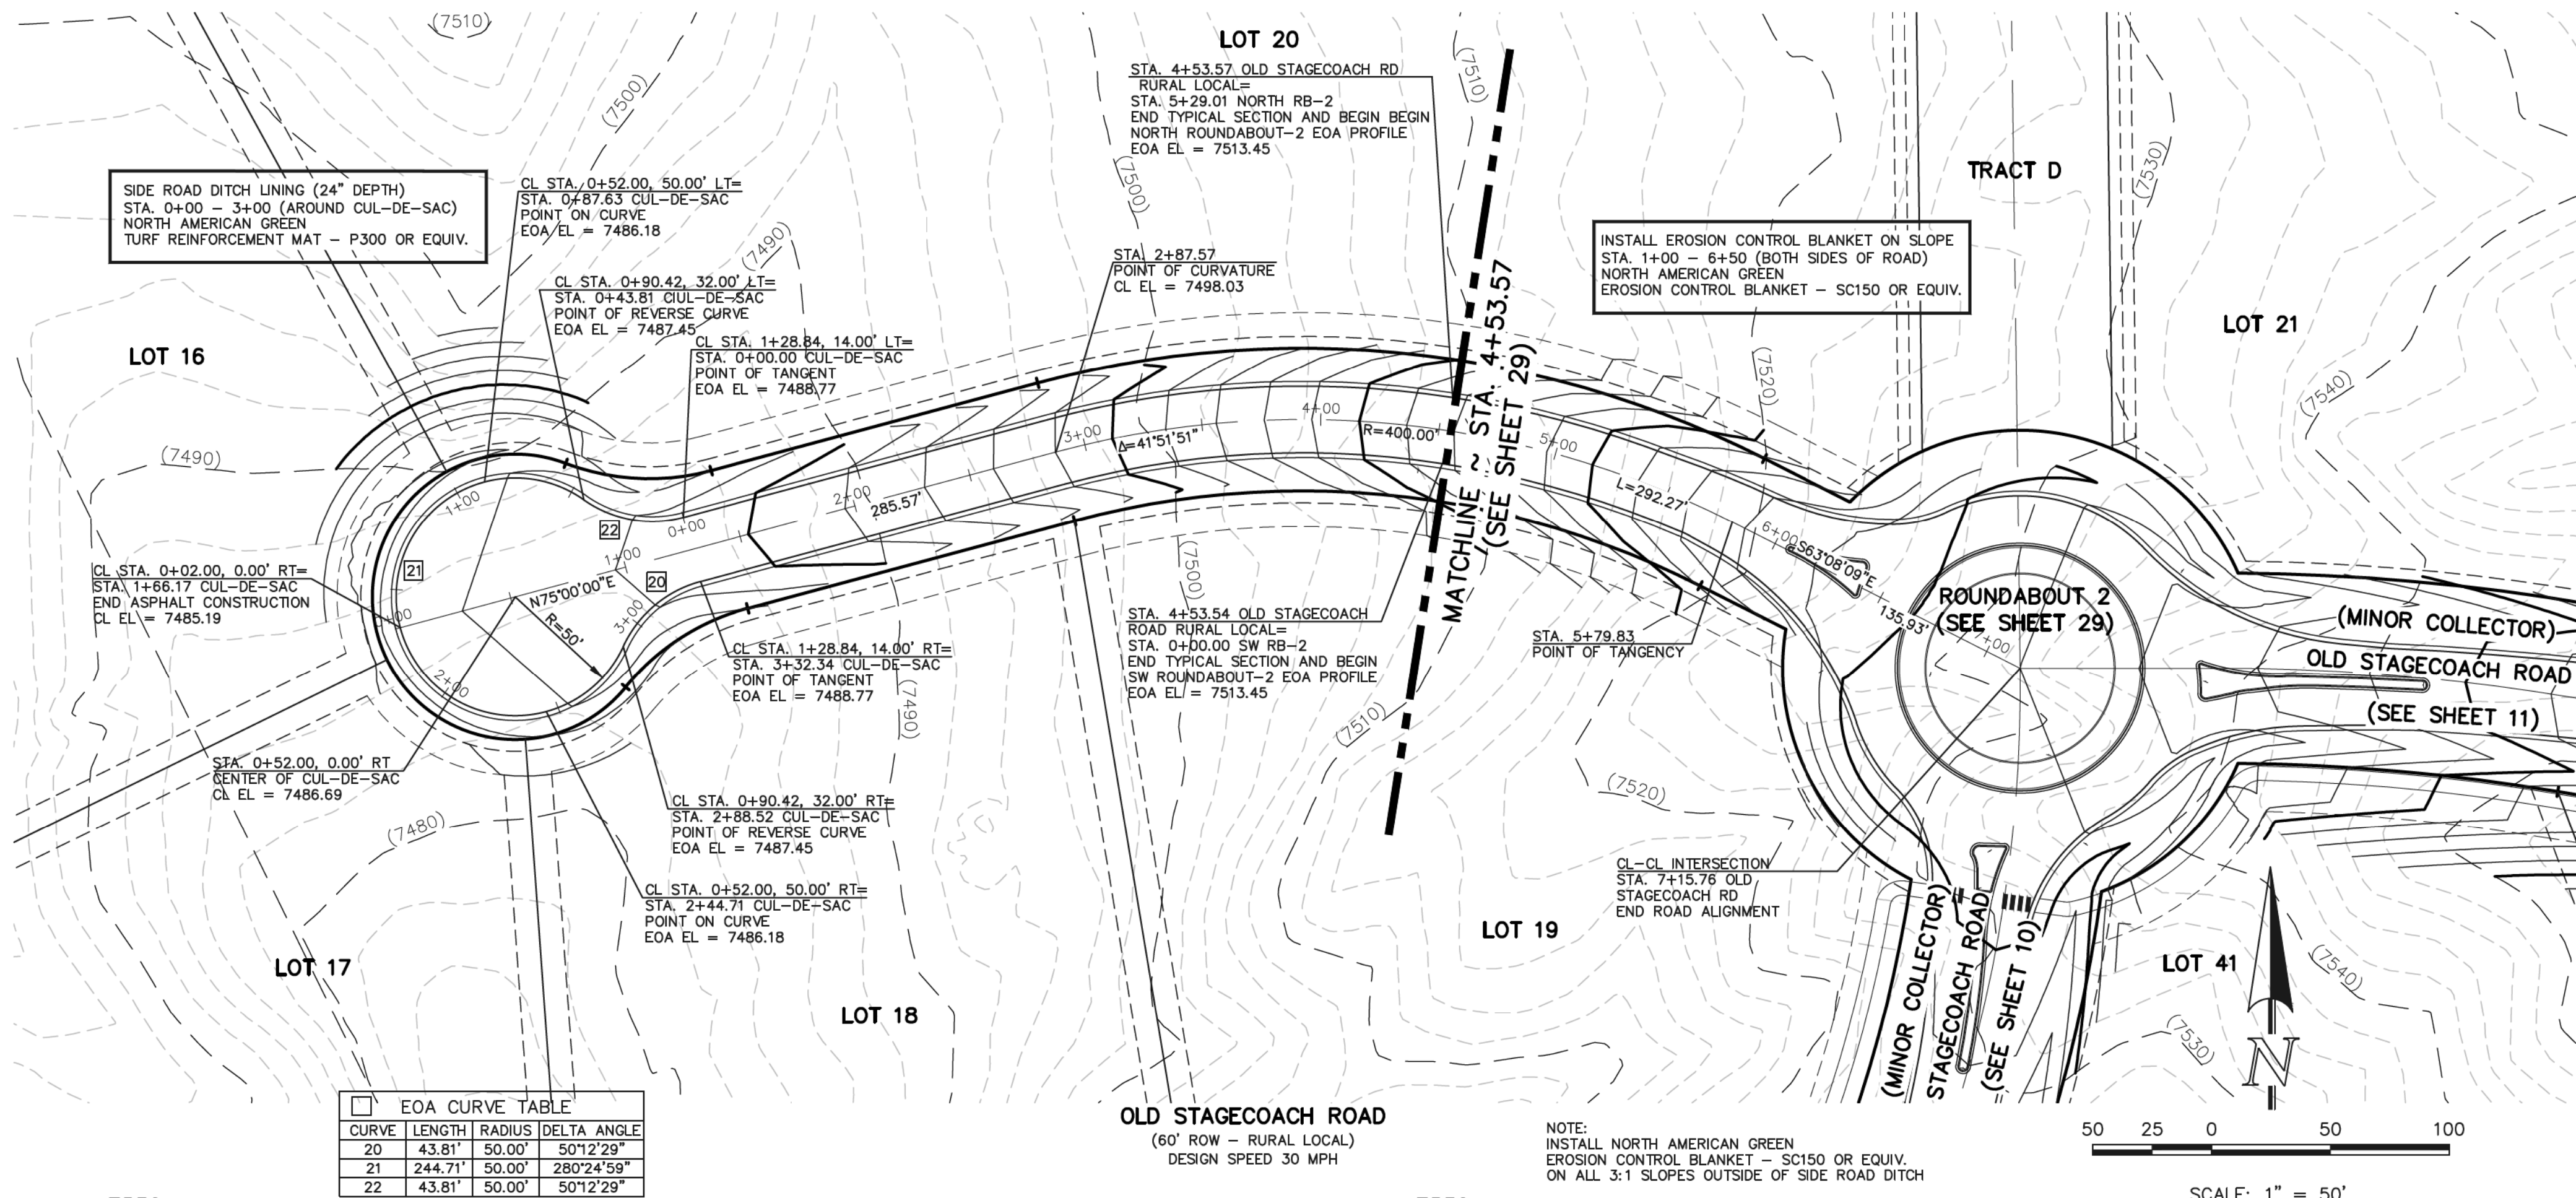 (7510)
LOT 20
STA. 4+53.57 OLD STAGECOACH RD
RURAL LOCAL=
STA. 5+29.01 NORTH RB-2
END TYPICAL SECTION AND BEGIN BEGIN
NORTH ROUNDABOUT-2 EOA PROFILE
EOA EL = 7513.45
(7510)
(7500)
(7500)
TRACT D
(7530)
SIDE ROAD DITCH LINING (24" DEPTH)
STA. 0+00 - 3+00 (AROUND CUL-DE-SAC)
NORTH AMERICAN GREEN
TURF REINFORCEMENT MAT - P300 OR EQUIV.
CL STA. 0+52.00, 50.00' LT=
STA. 0+87.63 CUL-DE-SAC
POINT ON CURVE
EOA EL = 7486.18
(7490)
CL STA. 0+90.42, 32.00' LT=
STA. 0+43.81 CIUL-DE-SAC
POINT OF REVERSE CURVE
EOA EL = 7487.45
CL STA. 1+28.84, 14.00' LT=
STA. 0+00.00 CUL-DE-SAC
POINT OF TANGENT
EOA EL = 7488.77
STA. 2+87.57
POINT OF CURVATURE
CL EL = 7498.03
INSTALL EROSION CONTROL BLANKET ON SLOPE
STA. 1+00 - 6+50 (BOTH SIDES OF ROAD)
NORTH AMERICAN GREEN
EROSION CONTROL BLANKET - SC150 OR EQUIV.
MATCHLINE ~ STA. 4+53.57
(SEE SHEET 29)
LOT 16
LOT 21
(7520)
(7540)
(7490)
1+00
22
0+00
1+00
2+00
285.57'
3+00
Δ=41°51'51"
4+00
R=400.00'
5+00
L=292.27'
6+00
S63°08'09"E
135.93'
+00
ROUNDABOUT 2
(SEE SHEET 29)
(MINOR COLLECTOR)
OLD STAGECOACH ROAD
(SEE SHEET 11)
21
20
N75°00'00"E
R=50'
3+00
+00
2+00
CL STA. 0+02.00, 0.00' RT=
STA. 1+66.17 CUL-DE-SAC
END ASPHALT CONSTRUCTION
CL EL = 7485.19
(7500)
STA. 4+53.54 OLD STAGECOACH
ROAD RURAL LOCAL=
STA. 0+00.00 SW RB-2
END TYPICAL SECTION AND BEGIN
SW ROUNDABOUT-2 EOA PROFILE
EOA EL = 7513.45
STA. 5+79.83
POINT OF TANGENCY
CL STA. 1+28.84, 14.00' RT=
STA. 3+32.34 CUL-DE-SAC
POINT OF TANGENT
EOA EL = 7488.77
(7490)
(7510)
STA. 0+52.00, 0.00' RT
CENTER OF CUL-DE-SAC
CL EL = 7486.69
(7480)
(7520)
CL STA. 0+90.42, 32.00' RT=
STA. 2+88.52 CUL-DE-SAC
POINT OF REVERSE CURVE
EOA EL = 7487.45
CL-CL INTERSECTION
STA. 7+15.76 OLD
STAGECOACH RD
END ROAD ALIGNMENT
CL STA. 0+52.00, 50.00' RT=
STA. 2+44.71 CUL-DE-SAC
POINT ON CURVE
EOA EL = 7486.18
LOT 17
LOT 18
LOT 19
LOT 41
(7540)
(7530)
(MINOR COLLECTOR)
STAGECOACH ROAD
(SEE SHEET 10)
N
EOA CURVE TABLE
CURVE LENGTH RADIUS DELTA ANGLE
20 43.81' 50.00' 50°12'29"
21 244.71' 50.00' 280°24'59"
22 43.81' 50.00' 50°12'29"
OLD STAGECOACH ROAD
(60' ROW - RURAL LOCAL)
DESIGN SPEED 30 MPH
NOTE:
INSTALL NORTH AMERICAN GREEN
EROSION CONTROL BLANKET - SC150 OR EQUIV.
ON ALL 3:1 SLOPES OUTSIDE OF SIDE ROAD DITCH
50 25 0 50 100
SCALE: 1" = 50'